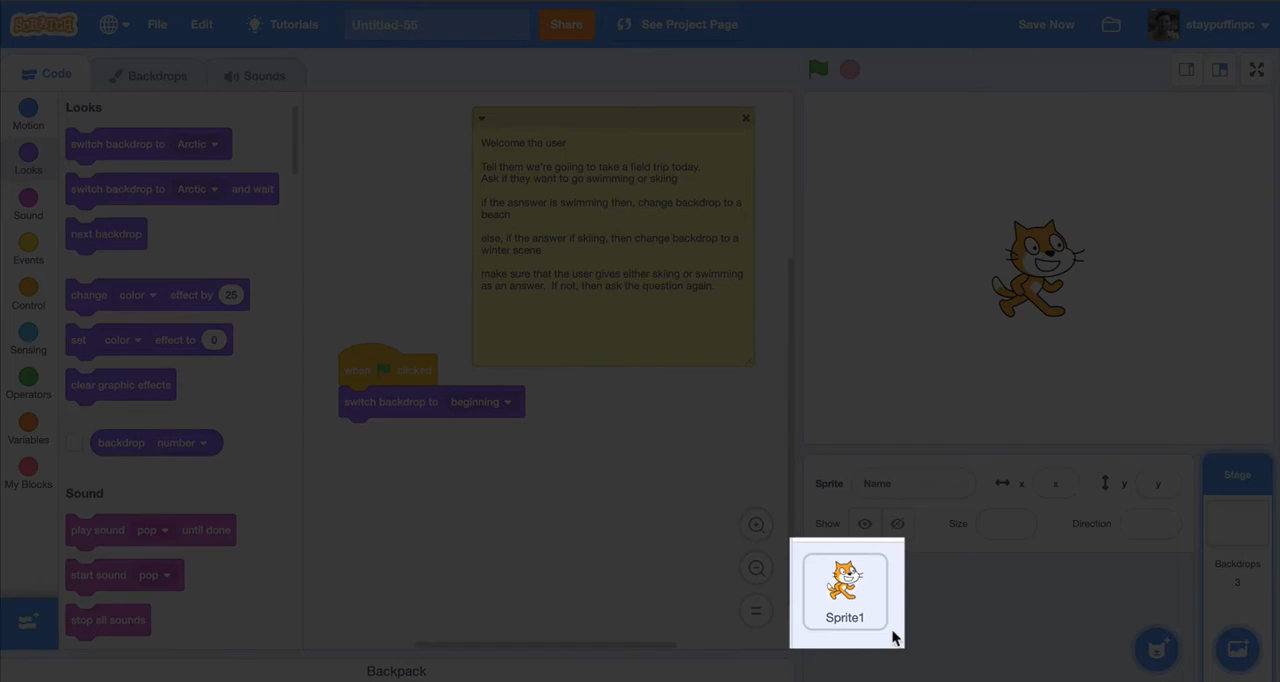 SCRATCH
File
Edit
Tutorials
Untitled-55
Share
See Project Page
Save Now
staypuffinpc
Code
Backdrops
Sounds
Motion
Looks
Sound
Events
Control
Sensing
Operators
Variables
My Blocks
Looks
switch backdrop to Arctic
switch backdrop to Arctic and wait
next backdrop
change color effect by 25
set color effect to 0
clear graphic effects
backdrop number
Sound
play sound pop until done
start sound pop
stop all sounds
Welcome the user
Tell them we're going to take a field trip today.
Ask if they want to go swimming or skiing
if the asnswer is swimming then, change backdrop to a
beach
else, if the answer if skiing, then change backdrop to a
winter scene
make sure that the user gives either skiing or swimming
as an answer. If not, then ask the question again.
when clicked
switch backdrop to beginning
Backpack
Sprite Name x x y y
Show Size Direction
Sprite1
Stage
Backdrops
3